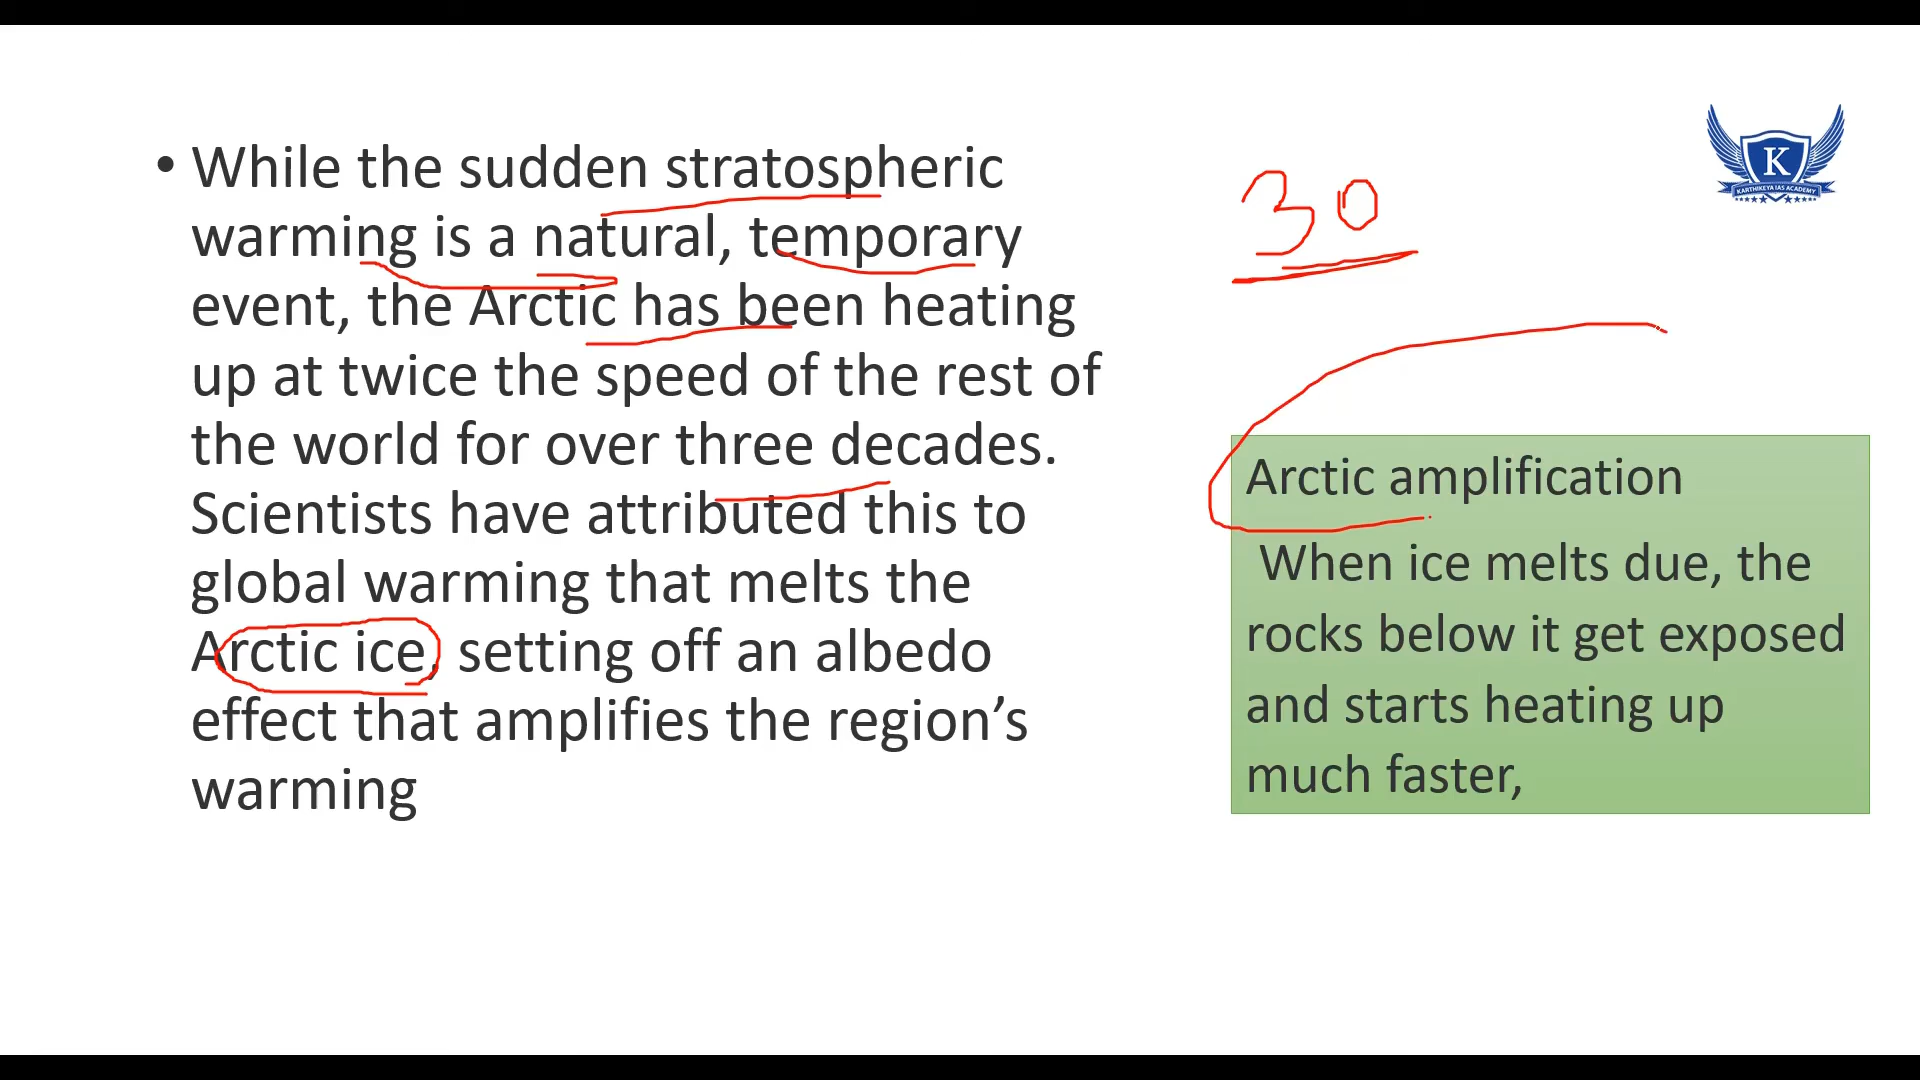 • While the sudden stratospheric
warming is a natural, temporary
event, the Arctic has been heating
up at twice the speed of the rest of
the world for over three decades.
Scientists have attributed this to
global warming that melts the
Arctic ice, setting off an albedo
effect that amplifies the region’s
warming
30
K
KARTHIKEYA IAS ACADEMY
Arctic amplification
When ice melts due, the
rocks below it get exposed
and starts heating up
much faster,